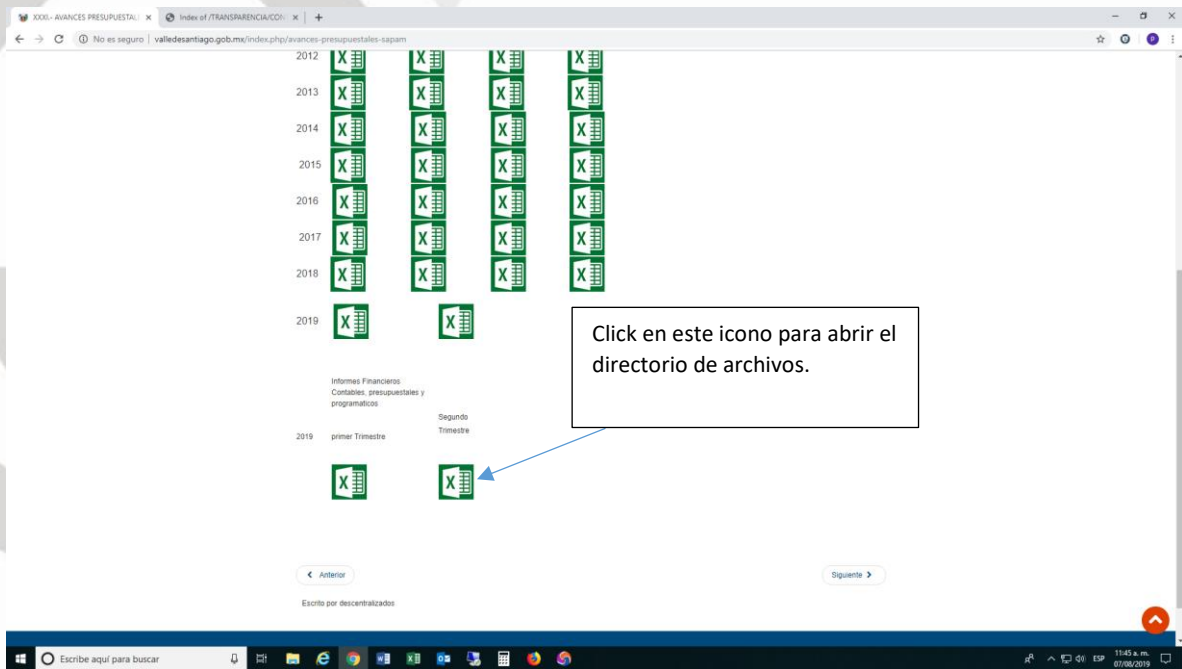 XXXI.- AVANCES PRESUPUESTAL
Index of /TRANSPARENCIA/CON
No es seguro | valledesantiago.gob.mx/index.php/avances-presupuestales-sapam
2012
2013
2014
2015
2016
2017
2018
2019
Click en este icono para abrir el
directorio de archivos.
Informes Financieros
Contables, presupuestales y
programaticos
Segundo
Trimestre
2019 primer Trimestre
Anterior
Siguiente
Escrito por descentralizados
Escribe aquí para buscar
ESP
11:45 a. m.
07/08/2019